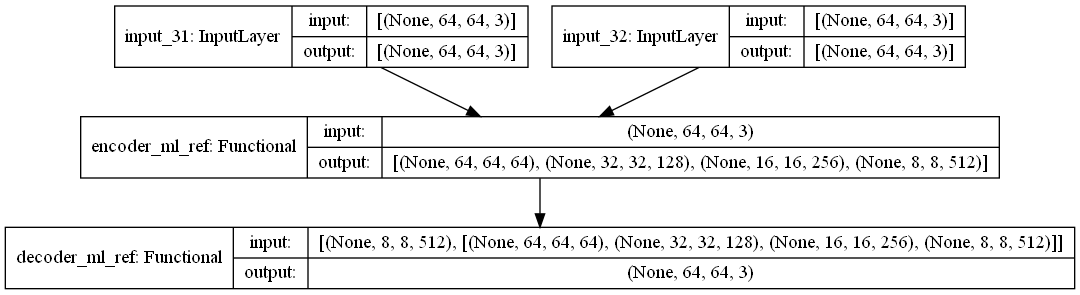 input_31: InputLayer
input: [(None, 64, 64, 3)]
output: [(None, 64, 64, 3)]
input_32: InputLayer
input: [(None, 64, 64, 3)]
output: [(None, 64, 64, 3)]
encoder_ml_ref: Functional
input: (None, 64, 64, 3)
output: [(None, 64, 64, 64), (None, 32, 32, 128), (None, 16, 16, 256), (None, 8, 8, 512)]
decoder_ml_ref: Functional
input: [(None, 8, 8, 512), [(None, 64, 64, 64), (None, 32, 32, 128), (None, 16, 16, 256), (None, 8, 8, 512)]]
output: (None, 64, 64, 3)